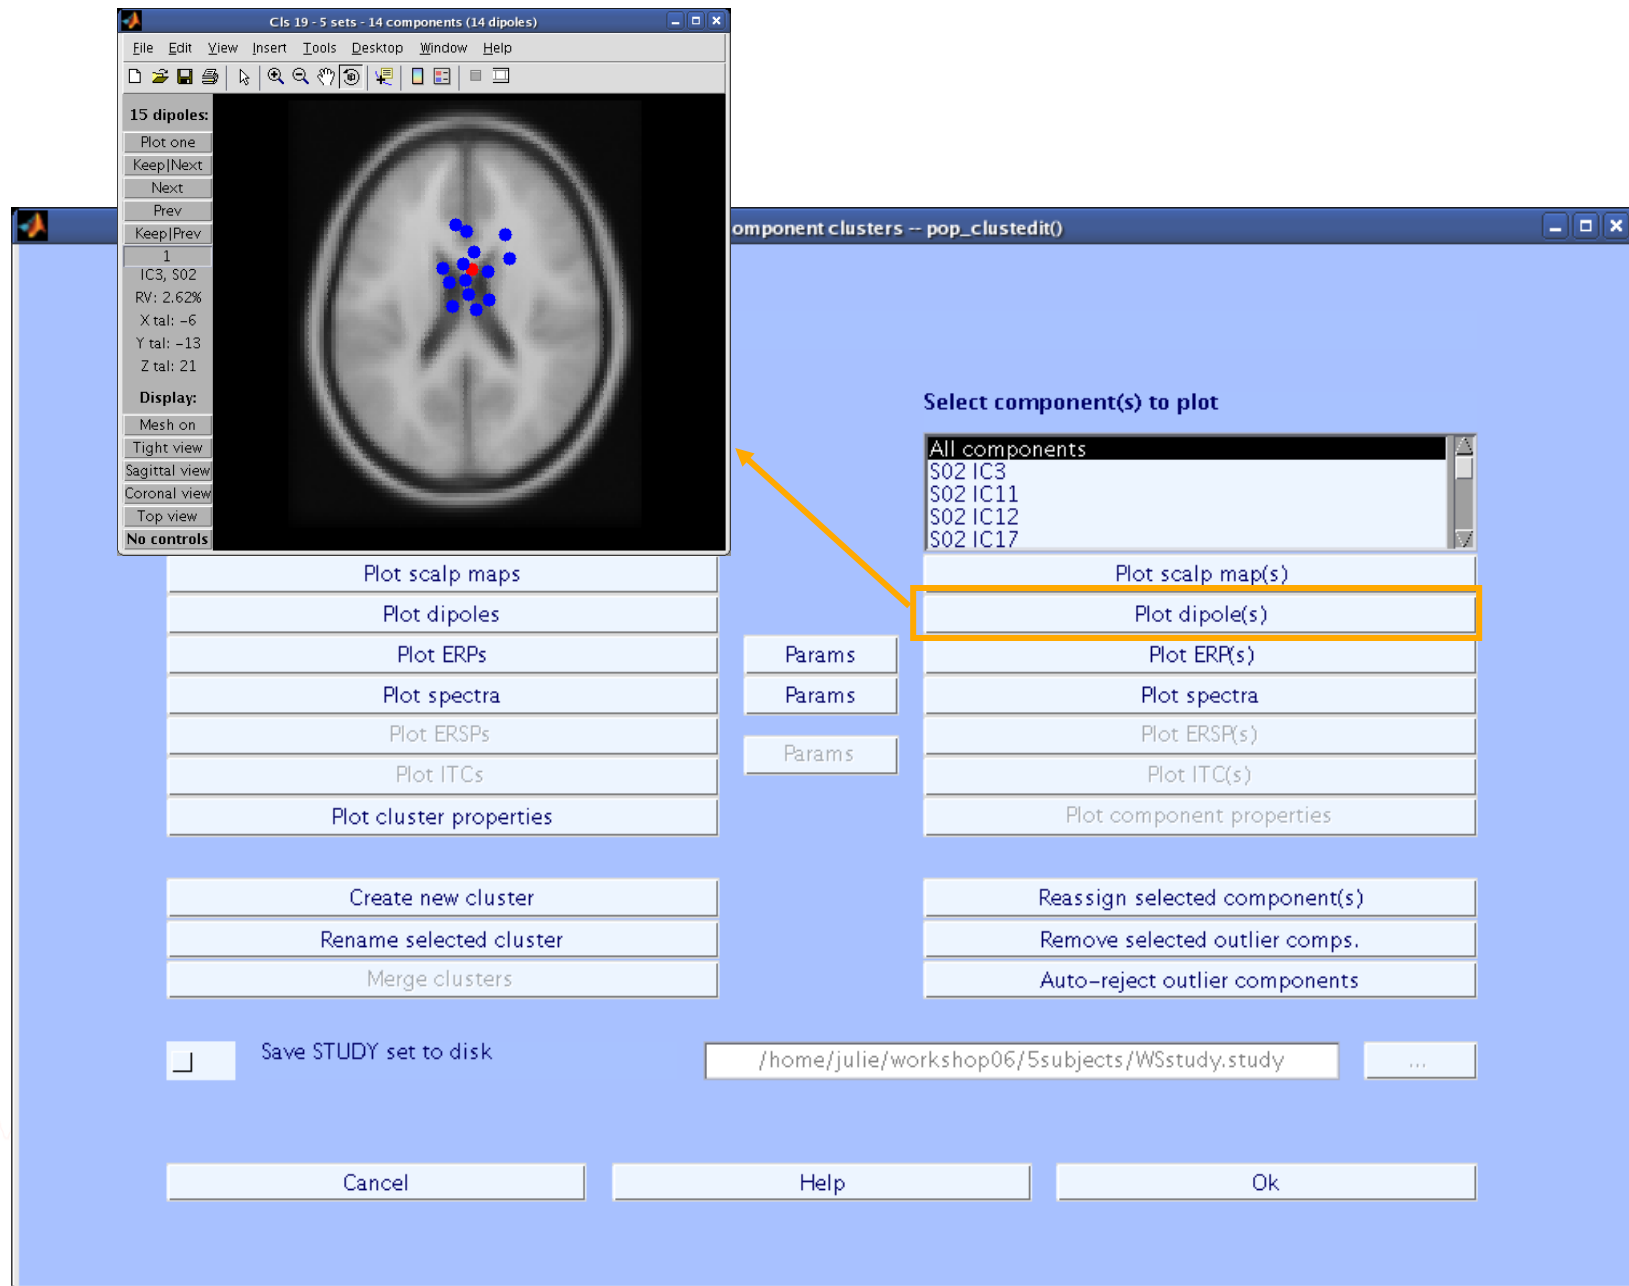 Cls 19 - 5 sets - 14 components (14 dipoles)
File Edit View Insert Tools Desktop Window Help
15 dipoles:
Plot one
Keep|Next
Next
Prev
Keep|Prev
1
IC3, S02
RV: 2.62%
X tal: -6
Y tal: -13
Z tal: 21
Display:
Mesh on
Tight view
Sagittal view
Coronal view
Top view
No controls
omponent clusters -- pop_clustedit()
Select component(s) to plot
All components
S02 IC3
S02 IC11
S02 IC12
S02 IC17
Plot scalp maps
Plot scalp map(s)
Plot dipoles
Plot dipole(s)
Plot ERPs
Params
Plot ERP(s)
Plot spectra
Params
Plot spectra
Plot ERSPs
Params
Plot ERSP(s)
Plot ITCs
Plot ITC(s)
Plot cluster properties
Plot component properties
Create new cluster
Reassign selected component(s)
Rename selected cluster
Remove selected outlier comps.
Merge clusters
Auto-reject outlier components
Save STUDY set to disk
/home/julie/workshop06/5subjects/WSstudy.study
...
Cancel
Help
Ok